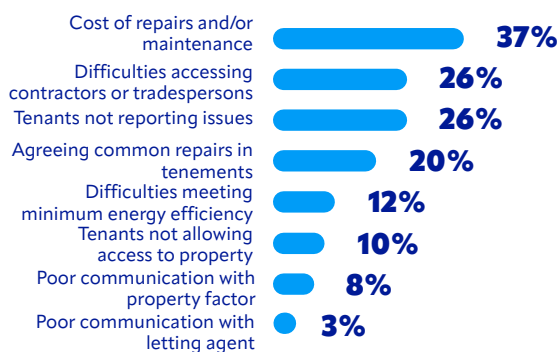 Cost of repairs and/or
maintenance
37%
Difficulties accessing
contractors or tradespersons
26%
Tenants not reporting issues
26%
Agreeing common repairs in
tenements
20%
Difficulties meeting
minimum energy efficiency
12%
Tenants not allowing
access to property
10%
Poor communication with
property factor
8%
Poor communication with
letting agent
3%